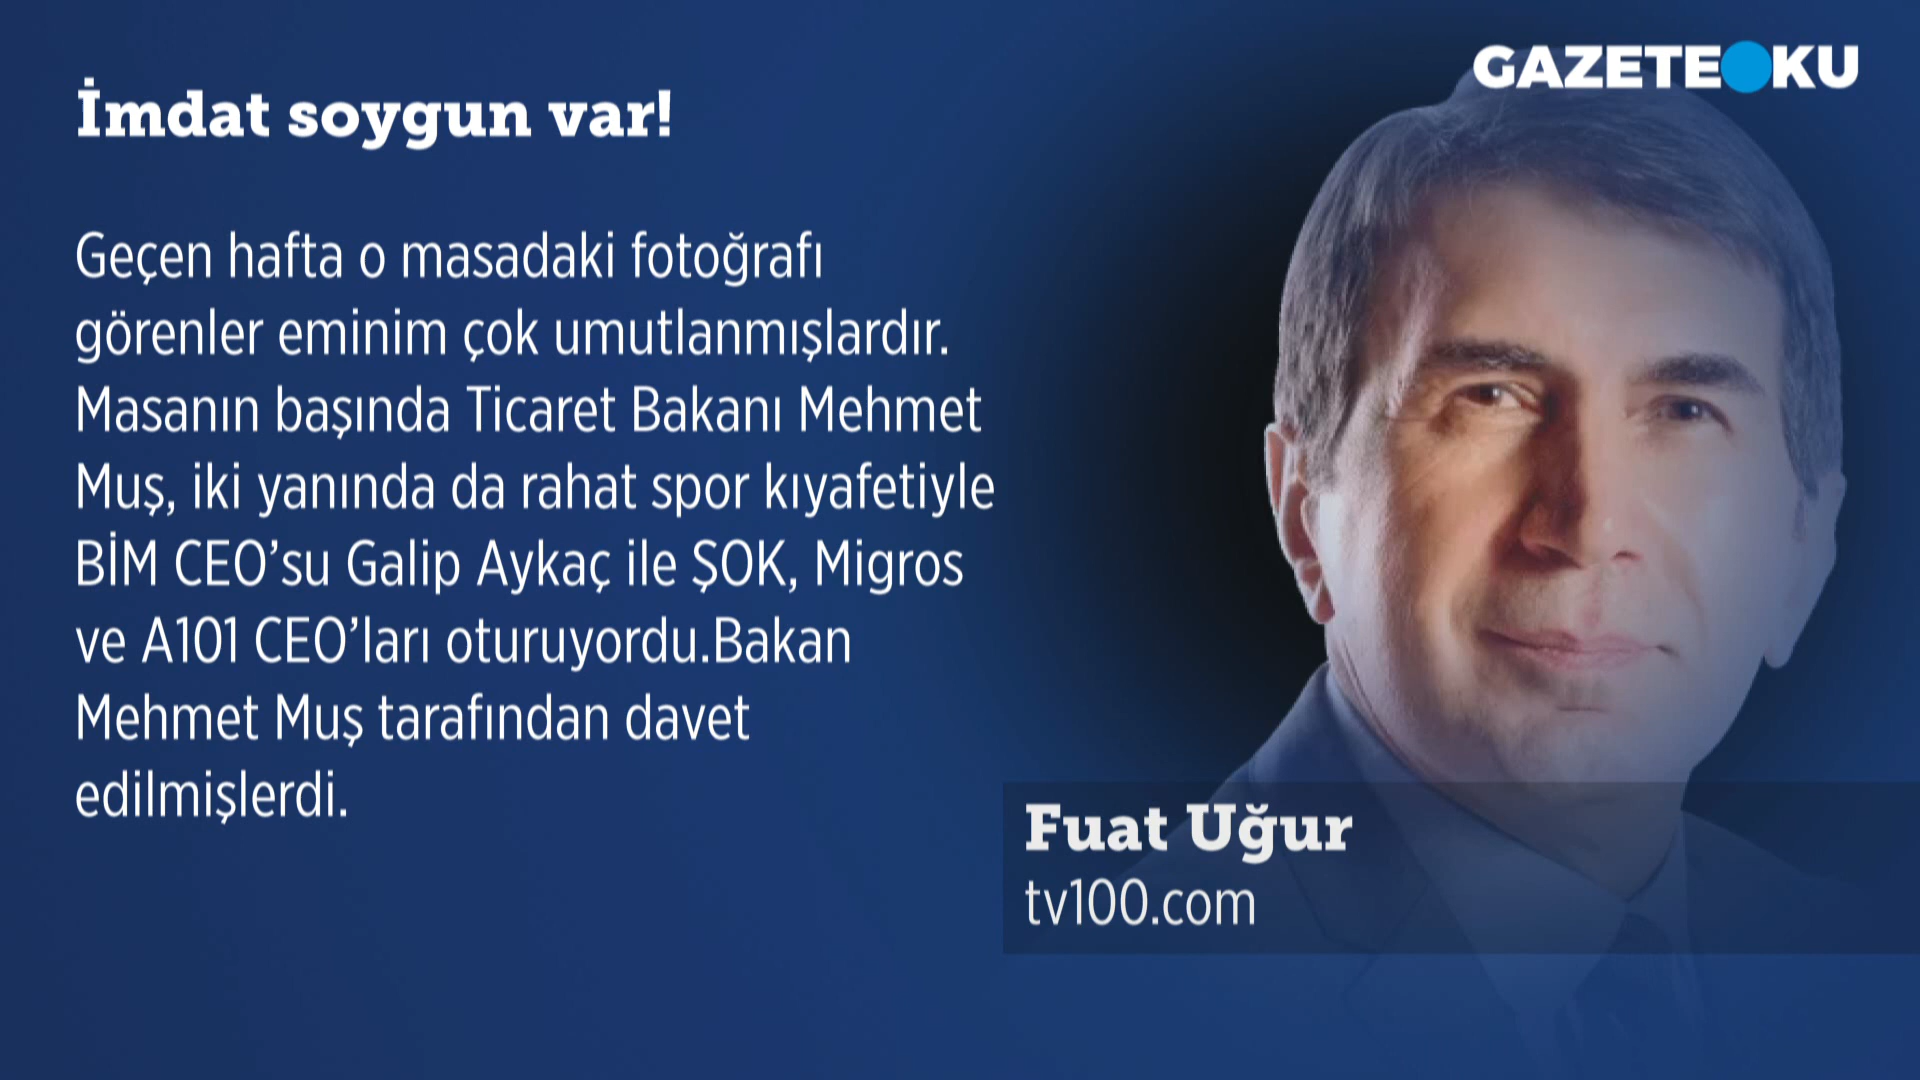 GAZETE KU
İmdat soygun var!
Geçen hafta o masadaki fotoğrafı
görenler eminim çok umutlanmışlardır.
Masanın başında Ticaret Bakanı Mehmet
Muş, iki yanında da rahat spor kıyafetiyle
BİM CEO’su Galip Aykaç ile ŞOK, Migros
ve A101 CEO’ları oturuyordu.Bakan
Mehmet Muş tarafından davet
edilmişlerdi.
Fuat Uğur
tv100.com